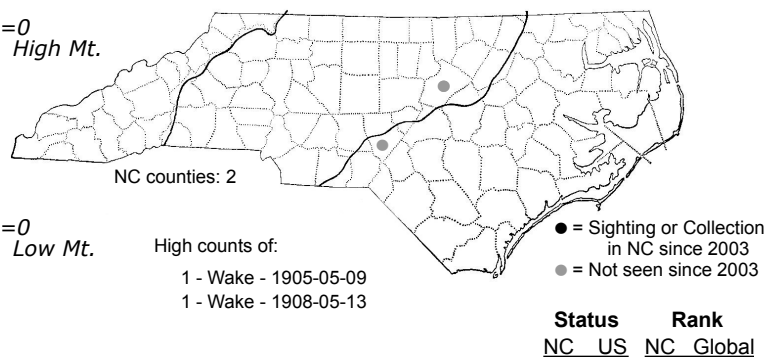 =0
High Mt.
NC counties: 2
=0
Low Mt.
High counts of:
1 - Wake - 1905-05-09
1 - Wake - 1908-05-13
● = Sighting or Collection
in NC since 2003
● = Not seen since 2003
Status Rank
NC US NC Global